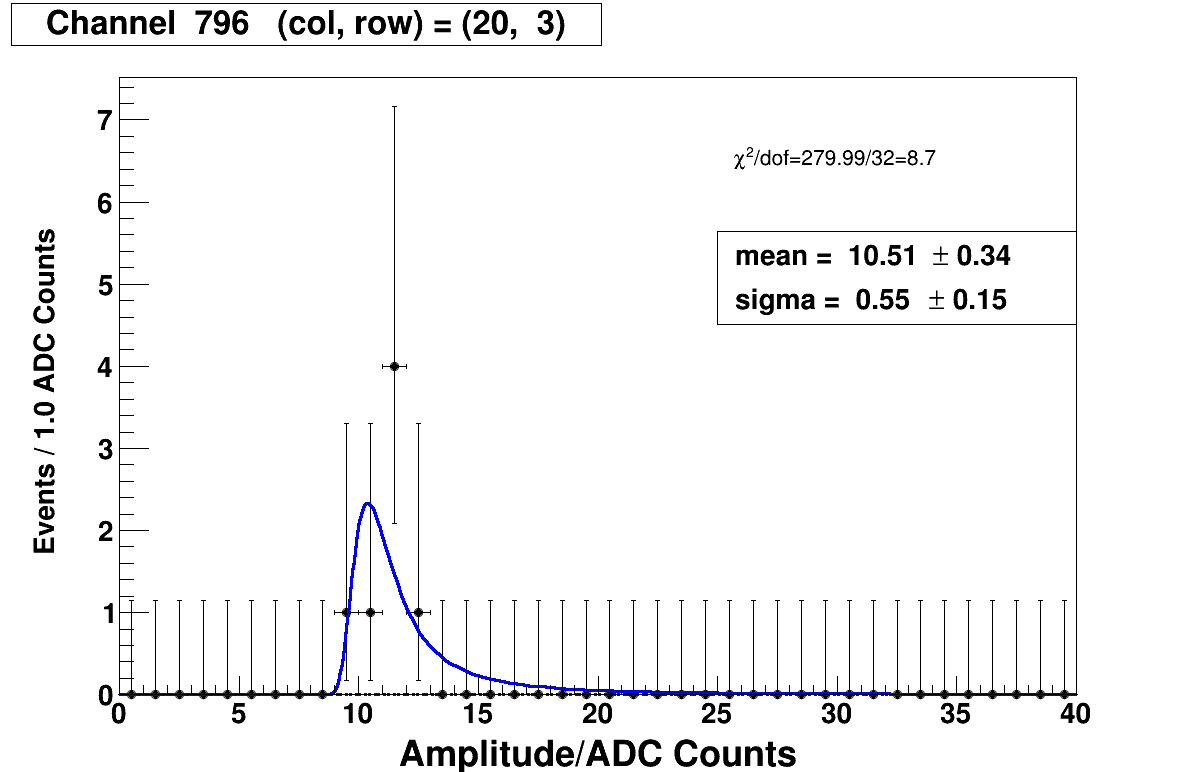 Channel 796 (col, row) = (20, 3)
χ²/dof=279.99/32=8.7
mean = 10.51 ± 0.34
sigma = 0.55 ± 0.15
Events / 1.0 ADC Counts
7
6
5
4
3
2
1
0
0 5 10 15 20 25 30 35 40
Amplitude/ADC Counts